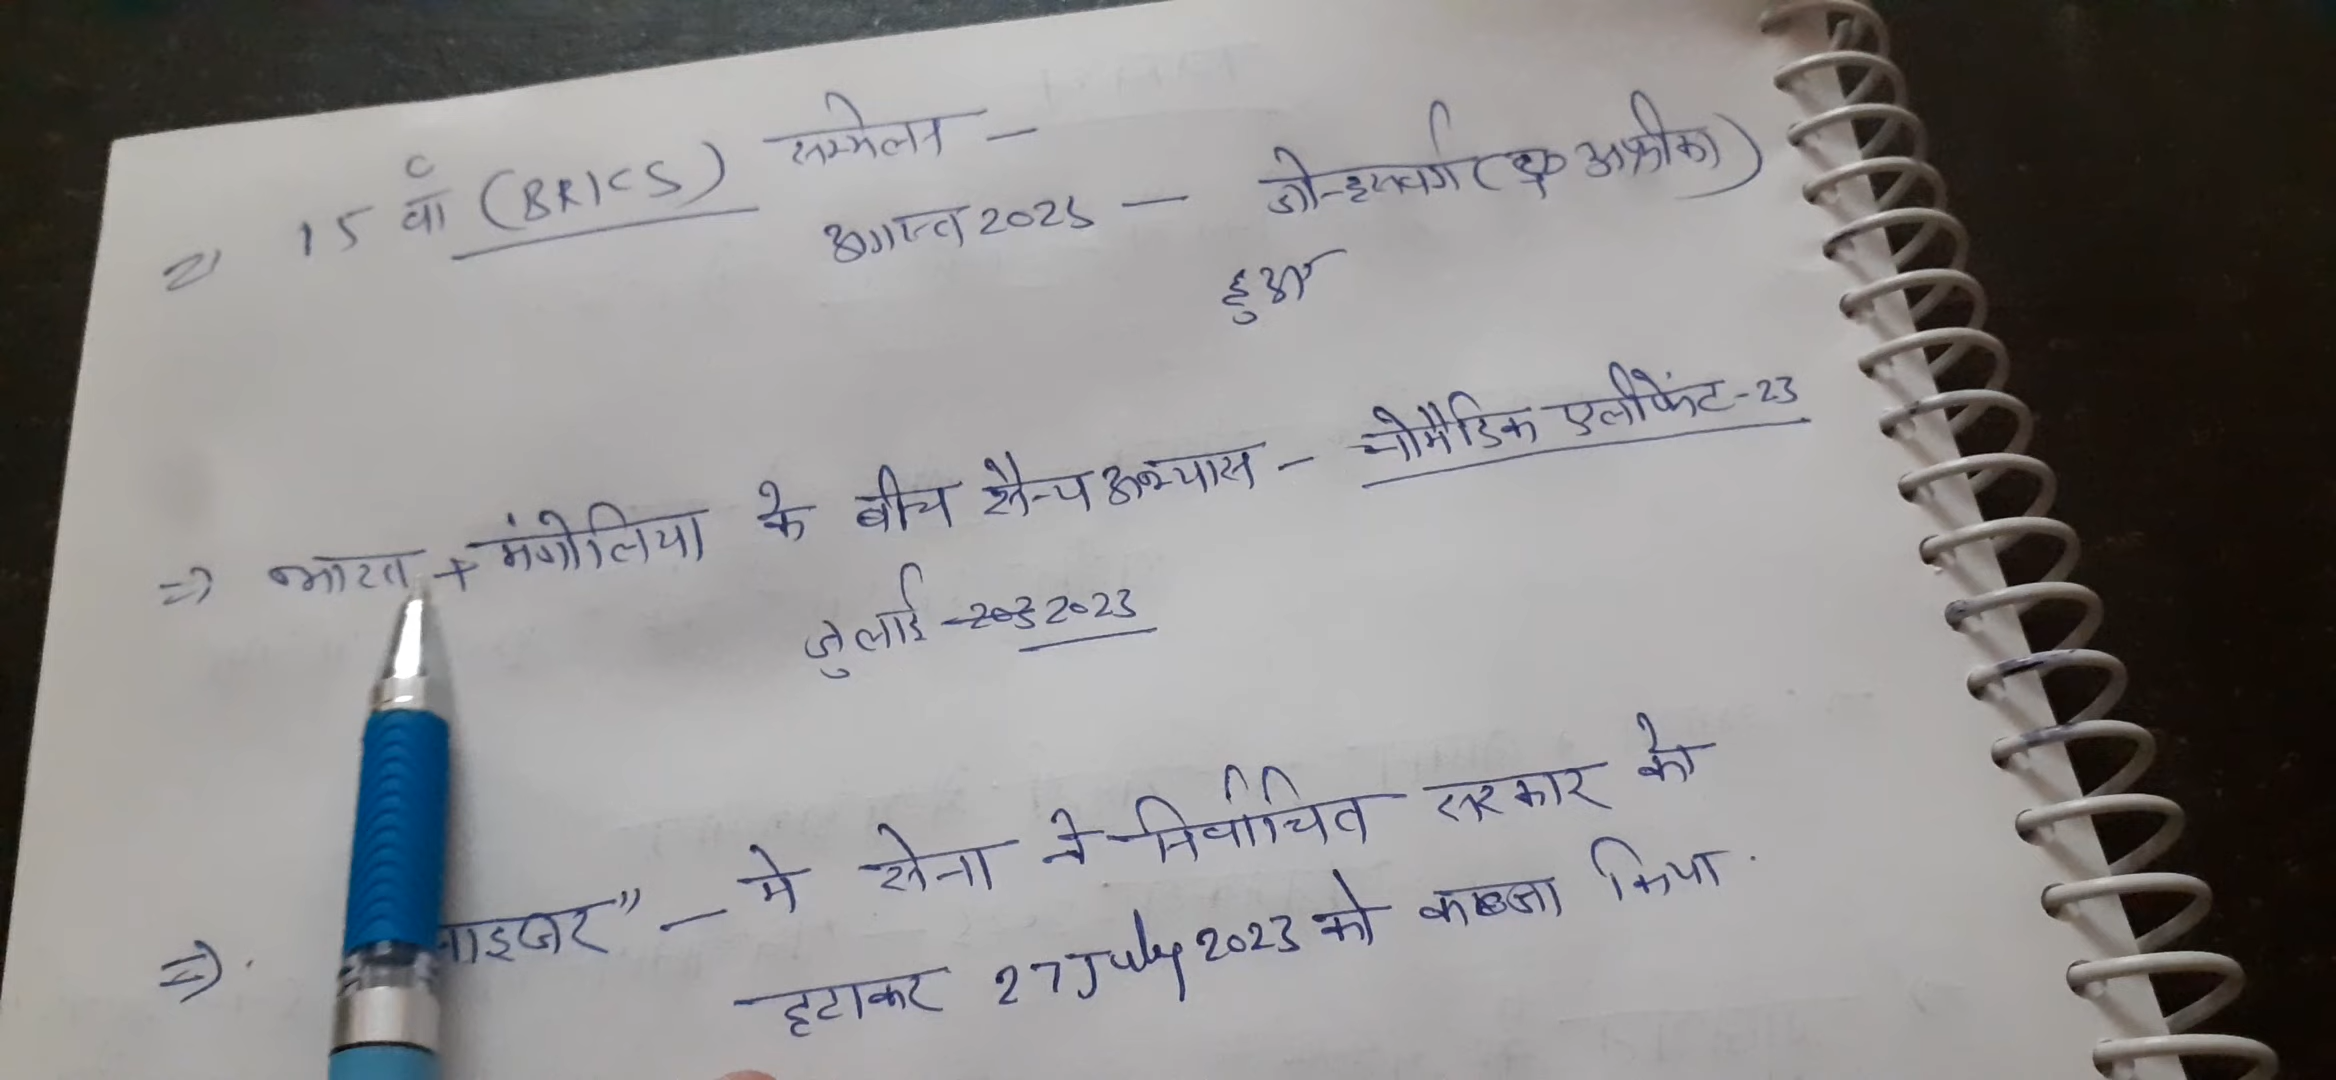 ⇒ 15 वां (BRICS) सम्मेलन –
अगस्त 2023 – जोहन्सबर्ग (द० अफ्रीका)
हुआ
⇒ भारत + मंगोलिया के बीच सैन्य अभ्यास – नोमैडिक एलीफेंट-23
जुलाई 2023
⇒ नाइजर" – मे सेना ने निर्वाचित सरकार को
हटाकर 27 July 2023 को कब्जा किया.